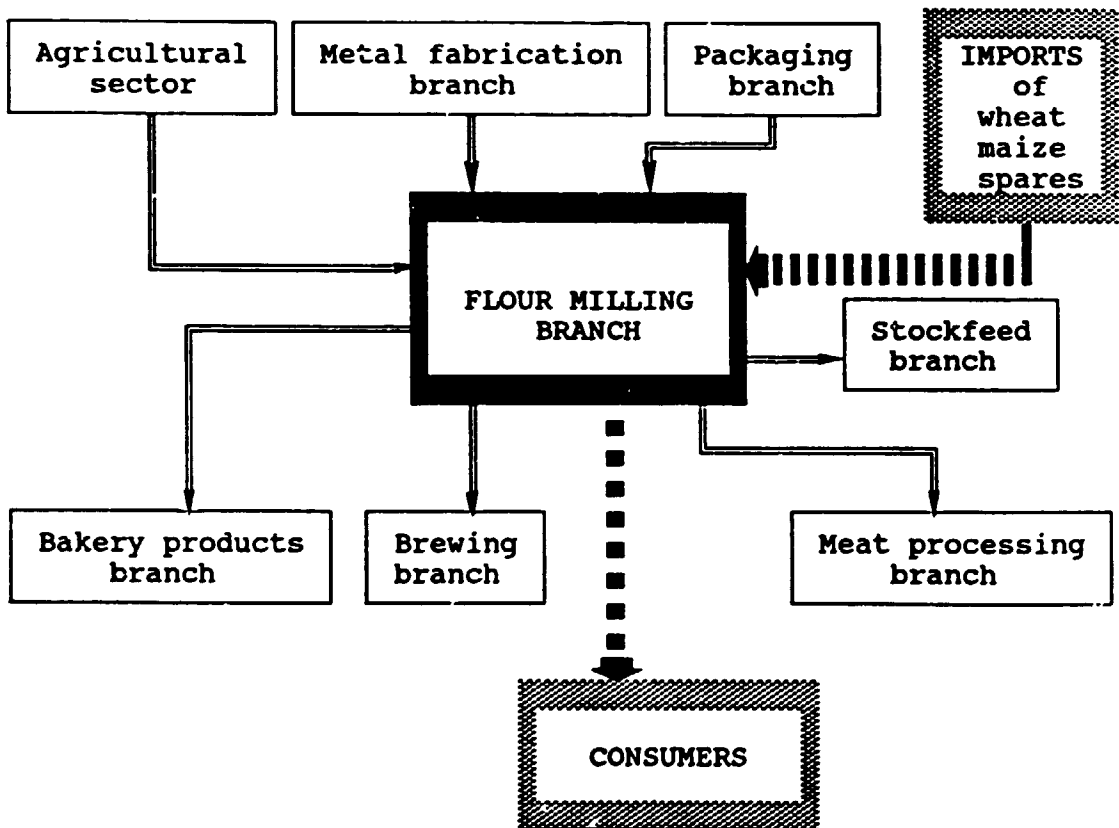 Agricultural
sector
Metal fabrication
branch
Packaging
branch
IMPORTS
of
wheat
maize
spares
FLOUR MILLING
BRANCH
Stockfeed
branch
Bakery products
branch
Brewing
branch
Meat processing
branch
CONSUMERS